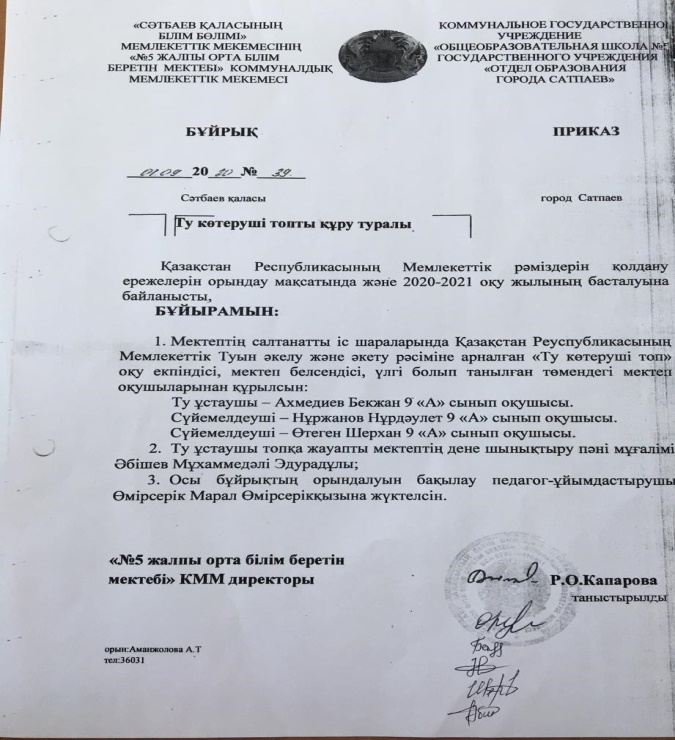 «СӘТБАЕВ ҚАЛАСЫНЫҢ
БІЛІМ БӨЛІМІ»
МЕМЛЕКЕТТІК МЕКЕМЕСІНІҢ
«№5 ЖАЛПЫ ОРТА БІЛІМ
БЕРЕТІН МЕКТЕБІ» КОММУНАЛДЫҚ
МЕМЛЕКЕТТІК МЕКЕМЕСІ
КОММУНАЛЬНОЕ ГОСУДАРСТВЕННО
УЧРЕЖДЕНИЕ
«ОБЩЕОБРАЗОВАТЕЛЬНАЯ ШКОЛА №5
ГОСУДАРСТВЕННОГО УЧРЕЖДЕНИЯ
«ОТДЕЛ ОБРАЗОВАНИЯ
ГОРОДА САТПАЕВ»
БҰЙРЫҚ
ПРИКАЗ
01.09 2020 № 39
Сәтбаев қаласы
город Сатпаев
Ту көтеруші топты құру туралы
Қазақстан Республикасының Мемлекеттік рәміздерін қолдану
ережелерін орындау мақсатында және 2020-2021 оқу жылының басталуына
байланысты,
БҰЙЫРАМЫН:
1. Мектептің салтанатты іс шараларында Қазақстан Реуспубликасының
Мемлекеттік Туын әкелу және әкету рәсіміне арналған «Ту көтеруші топ»
оқу екпіндісі, мектеп белсендісі, үлгі болып танылған төмендегі мектеп
оқушыларынан құрылсын:
Ту ұстаушы – Ахмедиев Бекжан 9 «А» сынып оқушысы.
Сүйемелдеуші – Нұржанов Нұрдәулет 9 «А» сынып оқушысы.
Сүйемелдеуші – Өтеген Шерхан 9 «А» сынып оқушысы.
2. Ту ұстаушы топқа жауапты мектептің дене шынықтыру пәні мұғалімі
Әбішев Мұхаммедәлі Эдурадұлы;
3. Осы бұйрықтың орындалуын бақылау педагог-ұйымдастырушы
Өмірсерік Марал Өмірсерікқызына жүктелсін.
«№5 жалпы орта білім беретін
мектебі» КММ директоры
Р.О.Капарова
таныстырылды
орын:Аманжолова А.Т
тел:36031